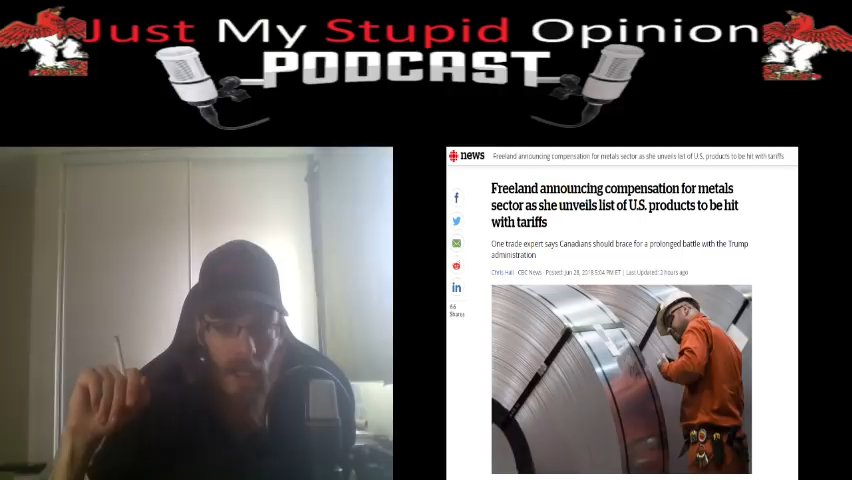 Just My Stupid Opinion
PODCAST
news Freeland announcing compensation for metals sector as she unveils list of U.S. products to be hit with tariffs
Freeland announcing compensation for metals
sector as she unveils list of U.S. products to be hit
with tariffs
One trade expert says Canadians should brace for a prolonged battle with the Trump
administration
Chris Hall · CBC News · Posted: Jun 28, 2018 5:04 PM ET | Last Updated: 2 hours ago
66
Shares